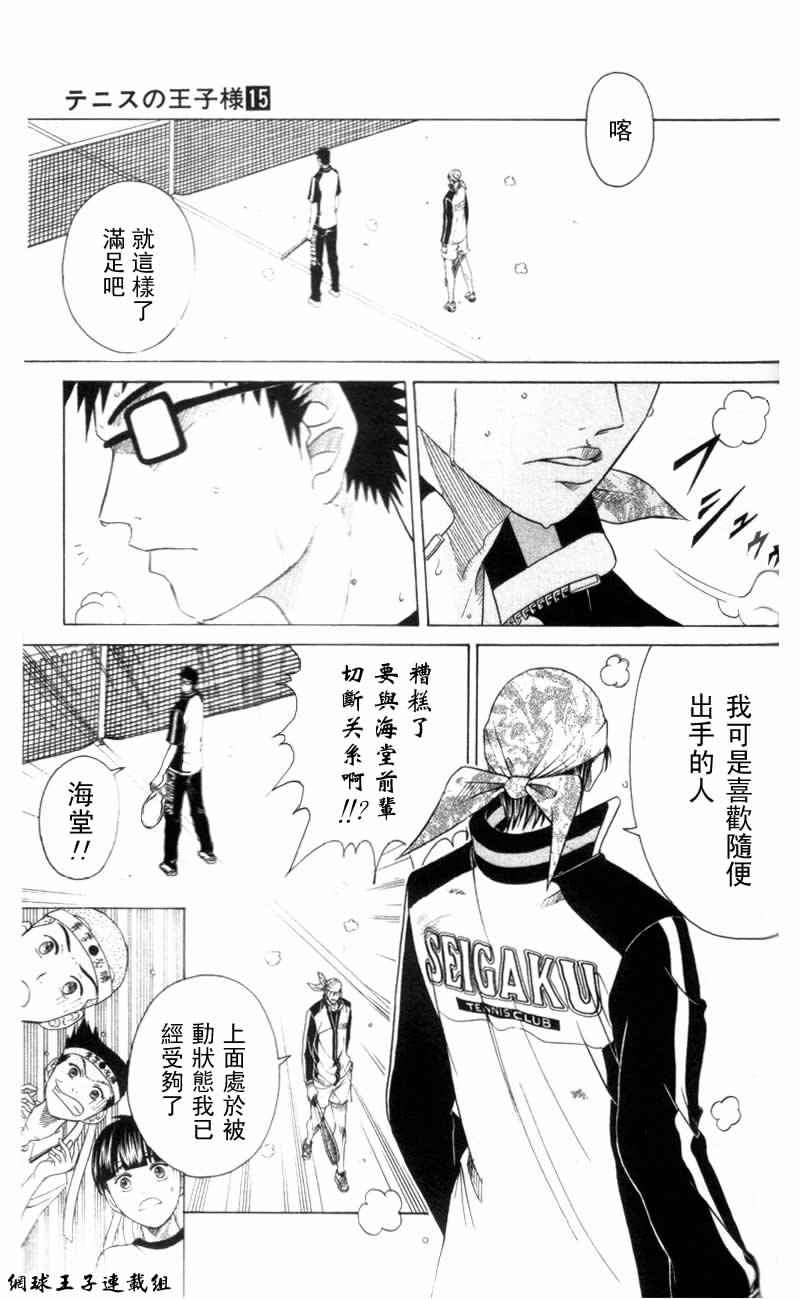 テニスの王子様15
喀
就這樣了
滿足吧
我可是喜歡隨便
出手的人
糟糕了
要與海堂前輩
切斷关系啊!!?
海堂!!
SEIGAKU
TENNIS CLUB
上面處於被
動狀態我已
經受夠了
網球王子連載組